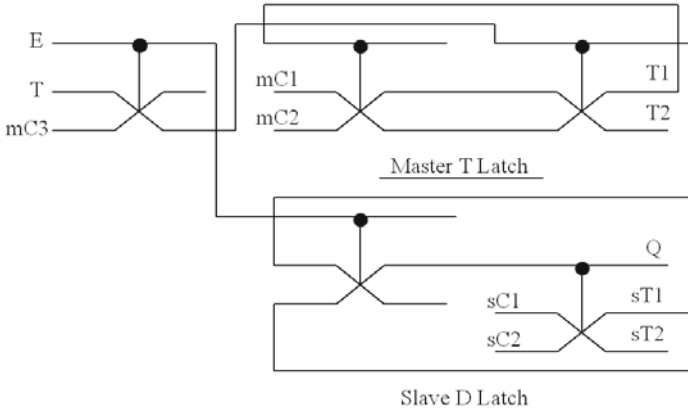 E
T
mC3
mC1
mC2
T1
T2
Master T Latch
Q
sC1
sT1
sC2
sT2
Slave D Latch